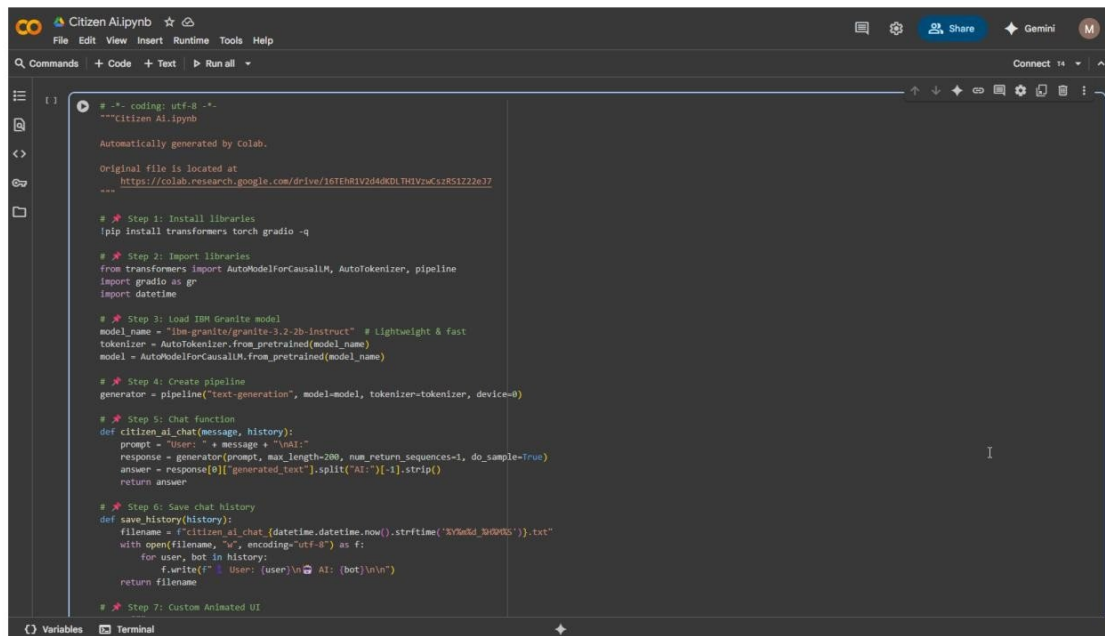 CO Citizen Ai.ipynb
File Edit View Insert Runtime Tools Help
Share Gemini M
Commands + Code + Text Run all
Connect T4
[ ]
# -*- coding: utf-8 -*-
"""Citizen Ai.ipynb
Automatically generated by Colab.
Original file is located at
https://colab.research.google.com/drive/16TEhR1V2d4dKDLTH1VzwCszRS1Z22eJ7
"""
# 📌 Step 1: Install libraries
!pip install transformers torch gradio -q
# 📌 Step 2: Import libraries
from transformers import AutoModelForCausalLM, AutoTokenizer, pipeline
import gradio as gr
import datetime
# 📌 Step 3: Load IBM Granite model
model_name = "ibm-granite/granite-3.2-2b-instruct" # Lightweight & fast
tokenizer = AutoTokenizer.from_pretrained(model_name)
model = AutoModelForCausalLM.from_pretrained(model_name)
# 📌 Step 4: Create pipeline
generator = pipeline("text-generation", model=model, tokenizer=tokenizer, device=0)
# 📌 Step 5: Chat function
def citizen_ai_chat(message, history):
prompt = "User: " + message + "\nAI:"
response = generator(prompt, max_length=200, num_return_sequences=1, do_sample=True)
answer = response[0]["generated_text"].split("AI:")[-1].strip()
return answer
# 📌 Step 6: Save chat history
def save_history(history):
filename = f"citizen_ai_chat_{datetime.datetime.now().strftime('%Y%m%d_%H%M%S')}.txt"
with open(filename, "w", encoding="utf-8") as f:
for user, bot in history:
f.write(f" User: {user}\n🤖 AI: {bot}\n\n")
return filename
# 📌 Step 7: Custom Animated UI
{} Variables Terminal